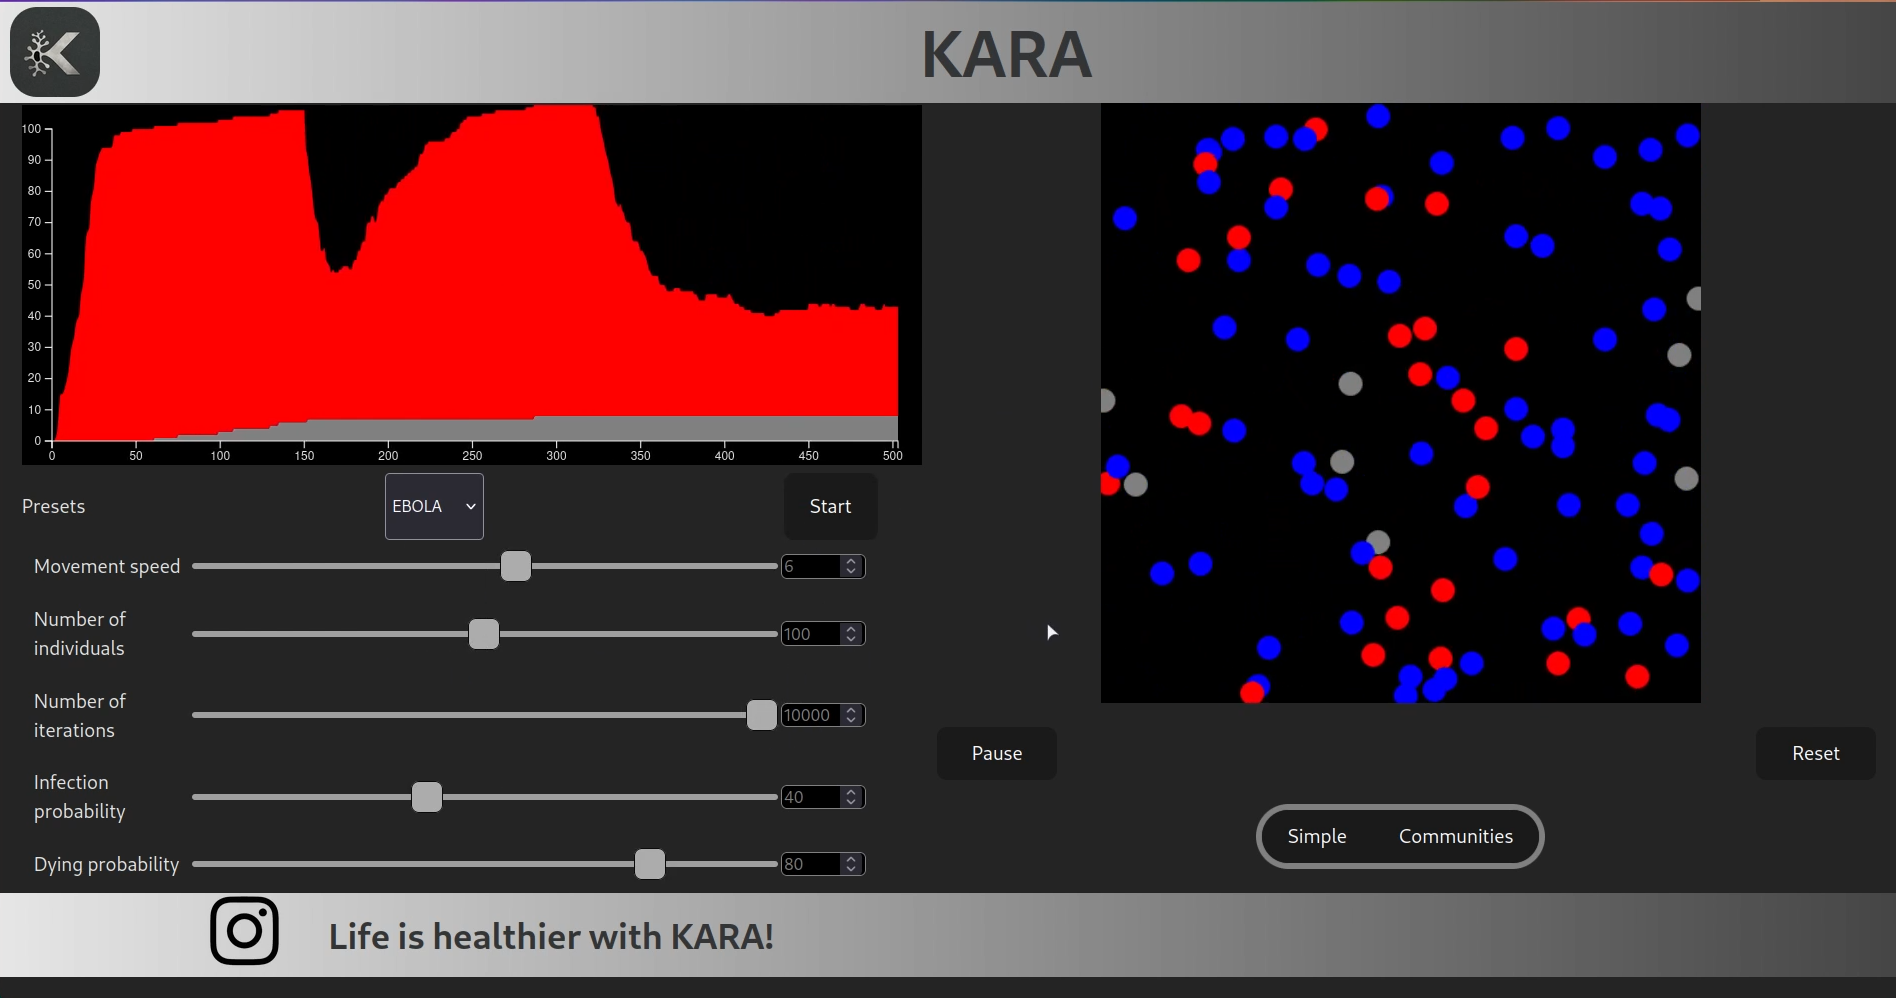 KARA
100
90
80
70
60
50
40
30
20
10
0
0 50 100 150 200 250 300 350 400 450 500
Presets
EBOLA
Start
Movement speed
6
Number of
individuals
100
Number of
iterations
10000
Infection
probability
40
Dying probability
80
Pause
Reset
Simple
Communities
Life is healthier with KARA!